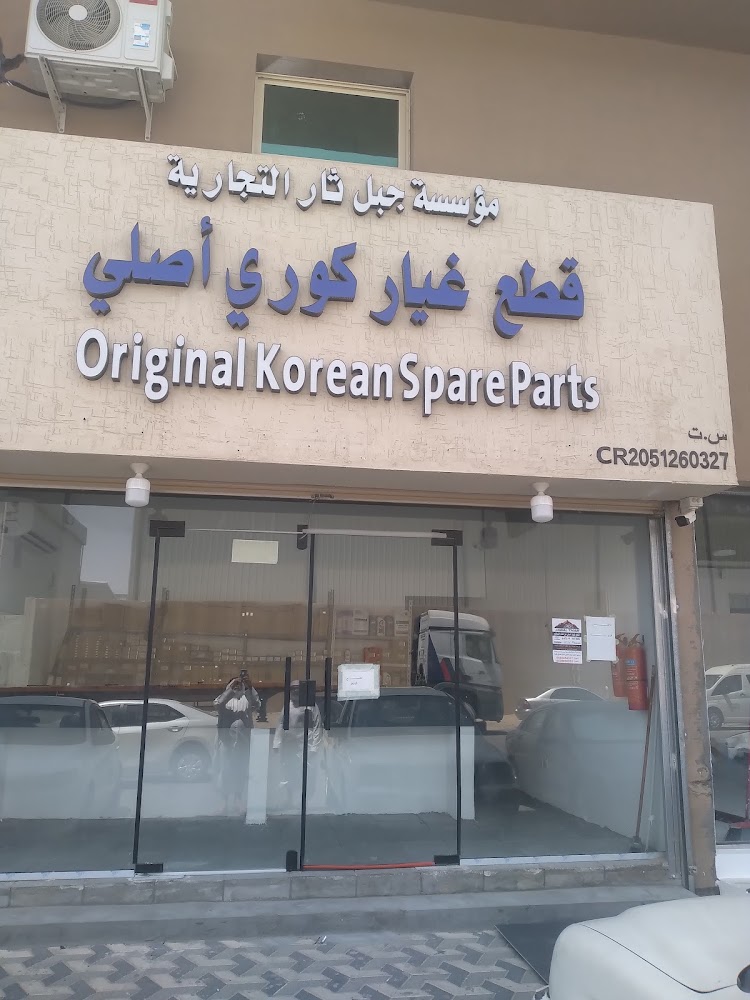 مؤسسة جبل ثار التجارية
قطع غيار كوري أصلي
Original Korean Spare Parts
س.ت
CR2051260327